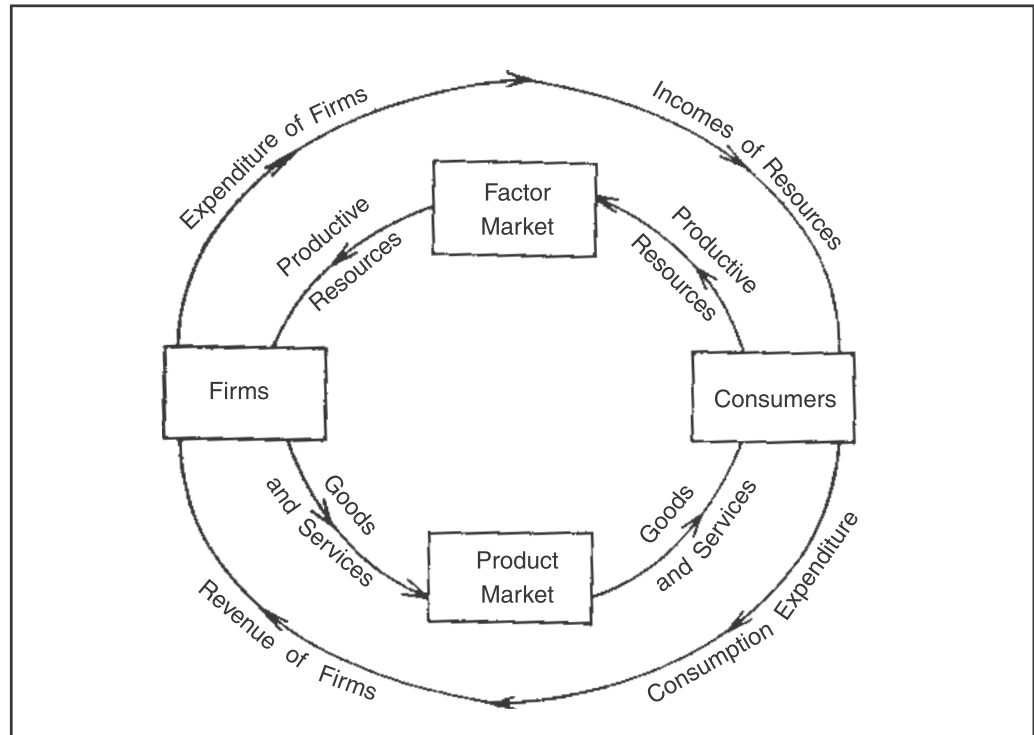 Expenditure of Firms
Incomes of Resources
Factor
Market
Productive
Resources
Productive
Resources
Firms
Consumers
Goods
and Services
Product
Market
Goods
and Services
Revenue of Firms
Consumption Expenditure